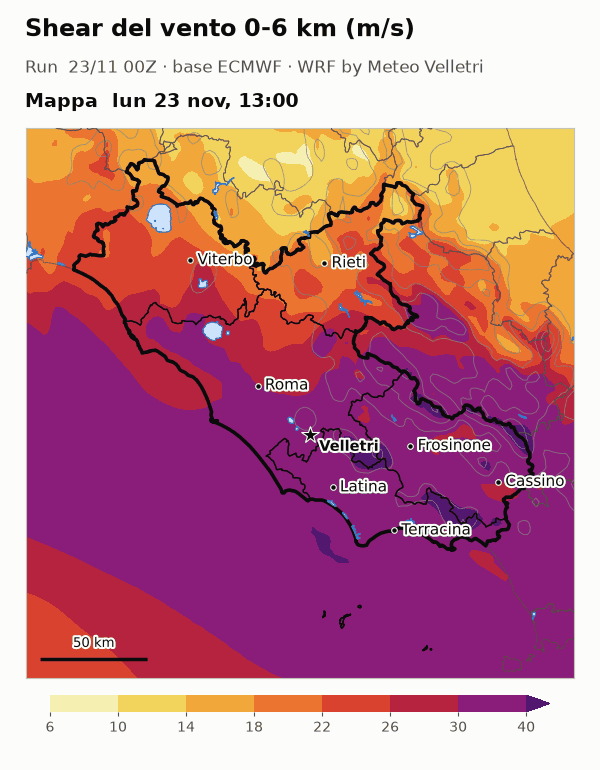 Shear del vento 0-6 km (m/s)
Run  23/11 00Z · base ECMWF · WRF by Meteo Velletri
Mappa  lun 23 nov, 13:00
Viterbo
Rieti
Roma
Velletri
Frosinone
Latina
Cassino
Terracina
50 km
6 10 14 18 22 26 30 40